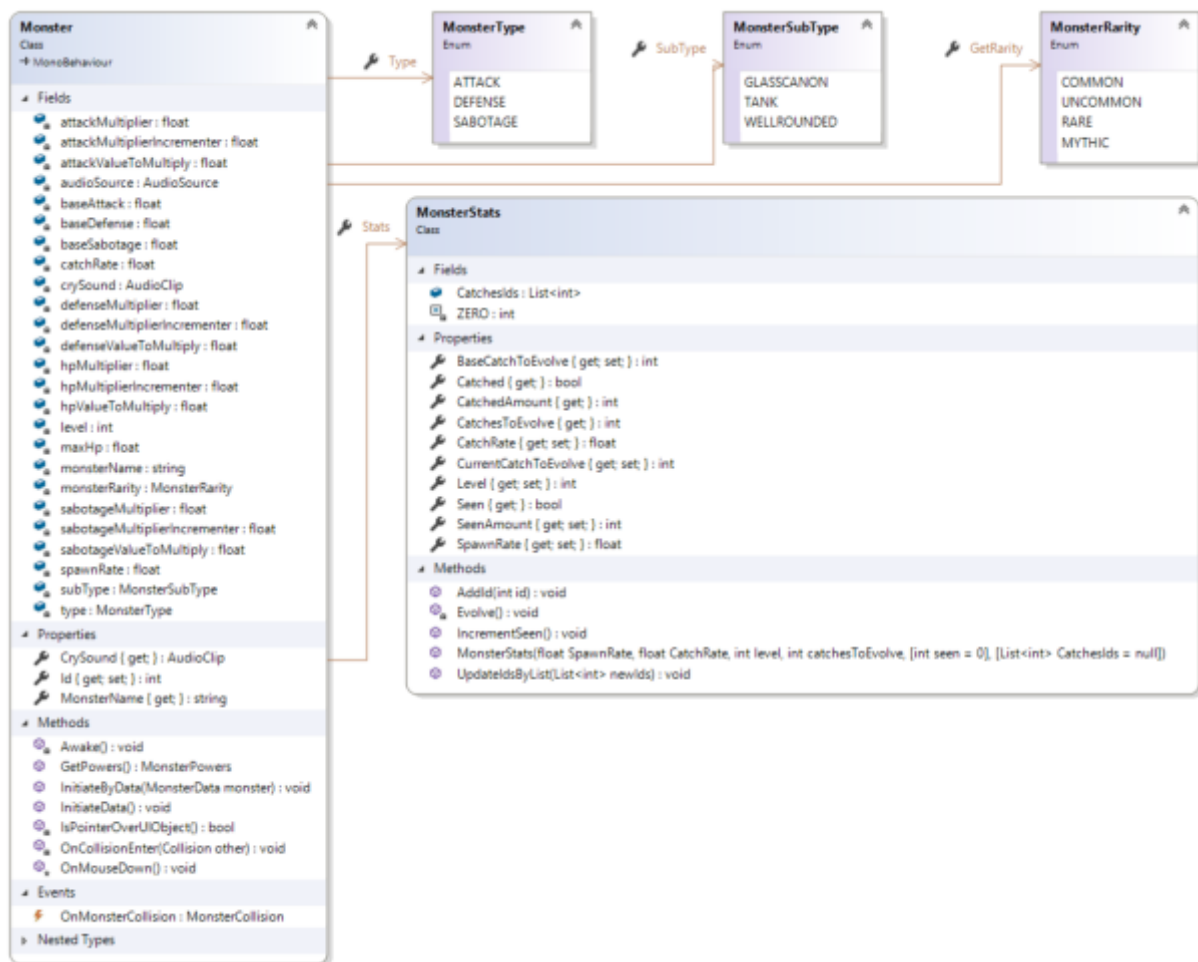 Monster
Class
MonoBehaviour
Fields
attackMultiplier : float
attackMultiplierIncrementer : float
attackValueToMultiply : float
audioSource : AudioSource
baseAttack : float
baseDefense : float
baseSabotage : float
catchRate : float
crySound : AudioClip
defenseMultiplier : float
defenseMultiplierIncrementer : float
defenseValueToMultiply : float
hpMultiplier : float
hpMultiplierIncrementer : float
hpValueToMultiply : float
level : int
maxHp : float
monsterName : string
monsterRarity : MonsterRarity
sabotageMultiplier : float
sabotageMultiplierIncrementer : float
sabotageValueToMultiply : float
spawnRate : float
subType : MonsterSubType
type : MonsterType
Properties
CrySound { get; } : AudioClip
Id { get; set; } : int
MonsterName { get; } : string
Methods
Awake() : void
GetPowers() : MonsterPowers
InitiateByData(MonsterData monster) : void
InitiateData() : void
IsPointerOverUIObject() : bool
OnCollisionEnter(Collision other) : void
OnMouseDown() : void
Events
OnMonsterCollision : MonsterCollision
Nested Types
Type
MonsterType
Enum
ATTACK
DEFENSE
SABOTAGE
SubType
MonsterSubType
Enum
GLASSCANON
TANK
WELLROUNDED
GetRarity
MonsterRarity
Enum
COMMON
UNCOMMON
RARE
MYTHIC
Stats
MonsterStats
Class
Fields
CatchesIds : List<int>
ZERO : int
Properties
BaseCatchToEvolve { get; set; } : int
Catched { get; } : bool
CatchedAmount { get; } : int
CatchesToEvolve { get; } : int
CatchRate { get; set; } : float
CurrentCatchToEvolve { get; set; } : int
Level { get; set; } : int
Seen { get; } : bool
SeenAmount { get; set; } : int
SpawnRate { get; set; } : float
Methods
AddId(int id) : void
Evolve() : void
IncrementSeen() : void
MonsterStats(float SpawnRate, float CatchRate, int level, int catchesToEvolve, [int seen = 0], [List<int> CatchesIds = null])
UpdateIdsByList(List<int> newIds) : void